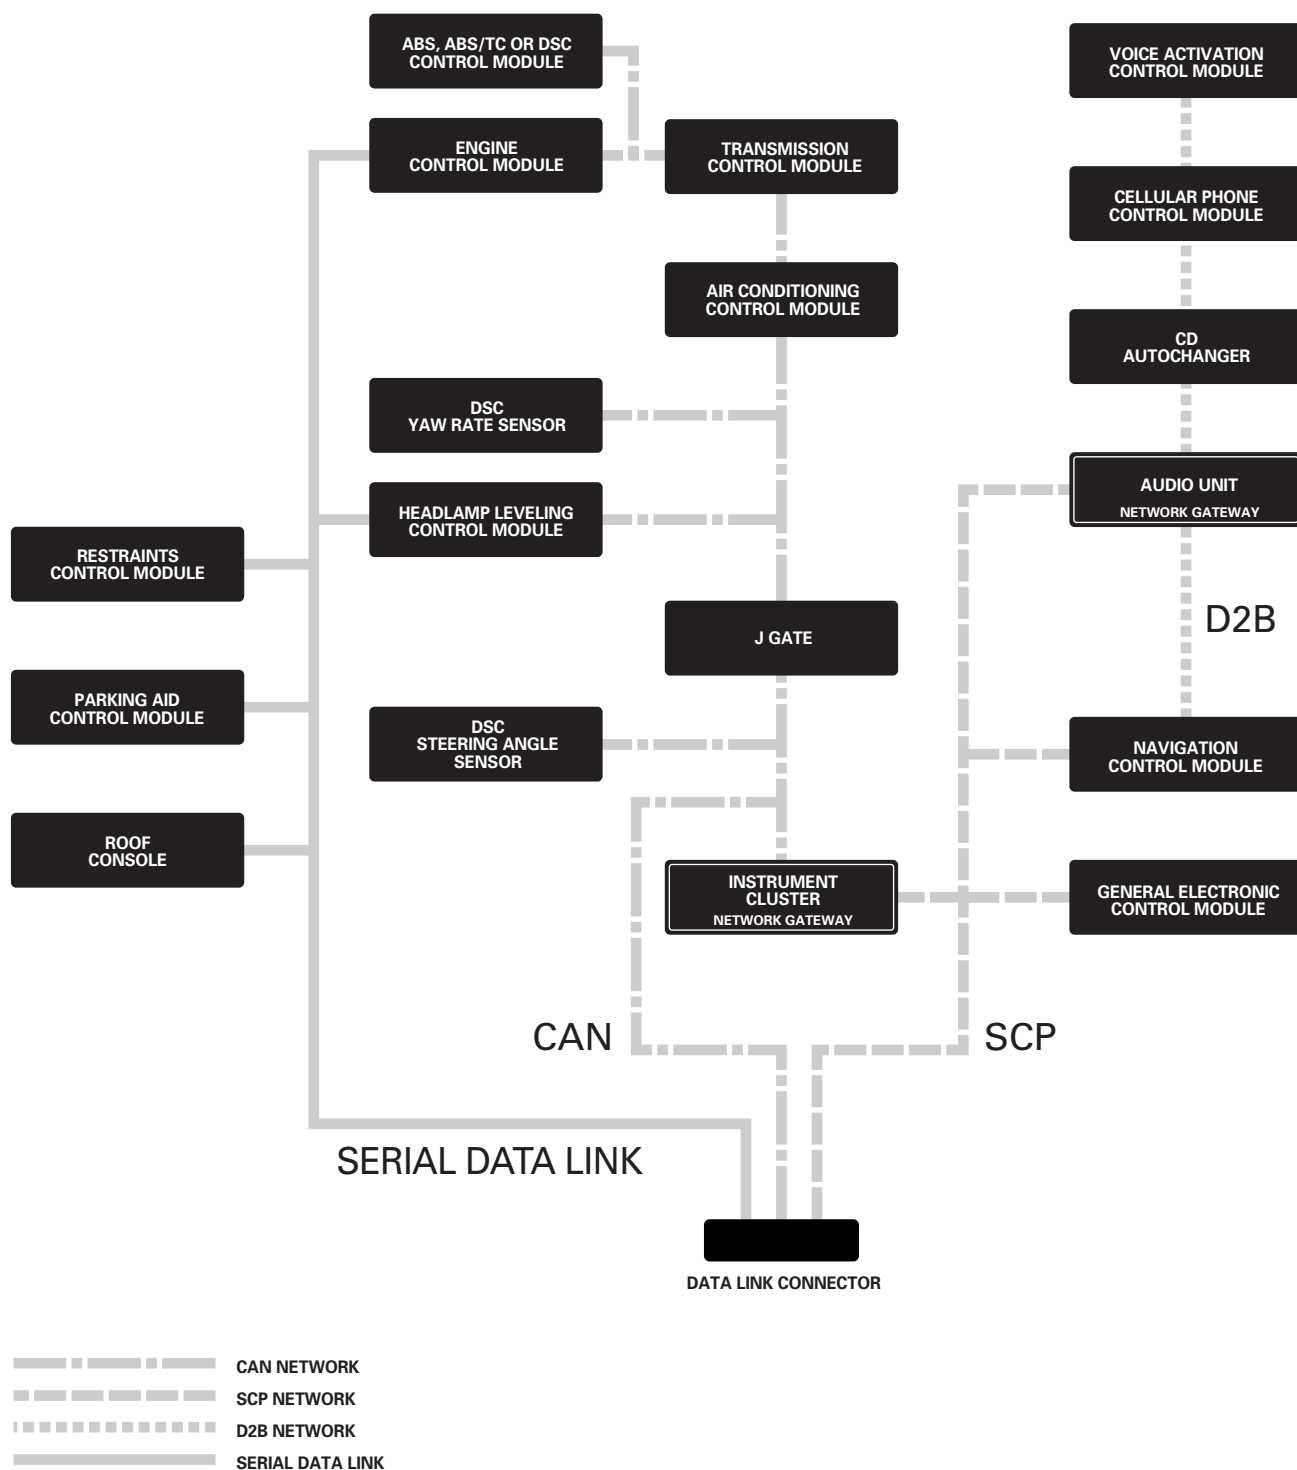 ABS, ABS/TC OR DSC
CONTROL MODULE
VOICE ACTIVATION
CONTROL MODULE
ENGINE
CONTROL MODULE
TRANSMISSION
CONTROL MODULE
CELLULAR PHONE
CONTROL MODULE
AIR CONDITIONING
CONTROL MODULE
CD
AUTOCHANGER
DSC
YAW RATE SENSOR
AUDIO UNIT
NETWORK GATEWAY
HEADLAMP LEVELING
CONTROL MODULE
RESTRAINTS
CONTROL MODULE
D2B
J GATE
PARKING AID
CONTROL MODULE
DSC
STEERING ANGLE
SENSOR
NAVIGATION
CONTROL MODULE
ROOF
CONSOLE
INSTRUMENT
CLUSTER
NETWORK GATEWAY
GENERAL ELECTRONIC
CONTROL MODULE
CAN
SCP
SERIAL DATA LINK
DATA LINK CONNECTOR
CAN NETWORK
SCP NETWORK
D2B NETWORK
SERIAL DATA LINK